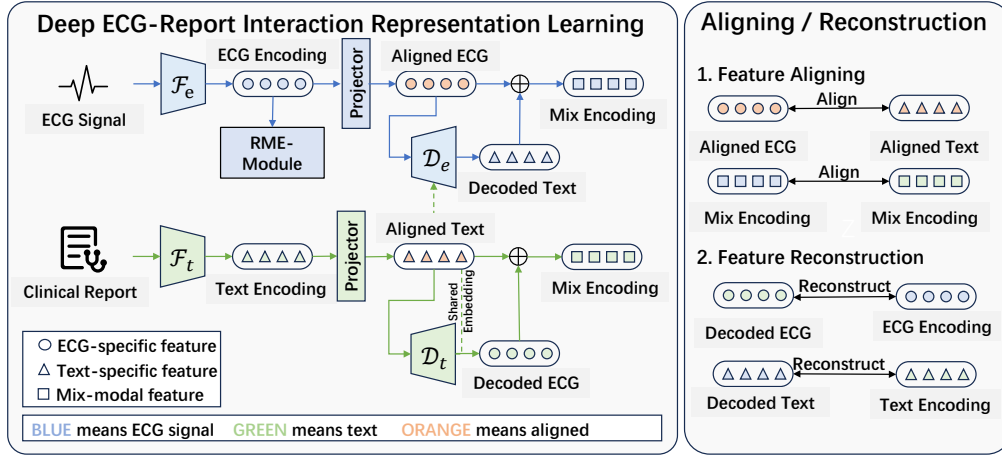 Deep ECG-Report Interaction Representation Learning
ECG Signal
𝓕e
ECG Encoding
RME-
Module
Projector
Aligned ECG
𝒟e
Decoded Text
Mix Encoding
Clinical Report
𝓕t
Text Encoding
Projector
Aligned Text
Shared
Embedding
𝒟t
Decoded ECG
Mix Encoding
ECG-specific feature
Text-specific feature
Mix-modal feature
BLUE means ECG signal GREEN means text ORANGE means aligned
Aligning / Reconstruction
1. Feature Aligning
Align
Aligned ECG
Aligned Text
Align
Mix Encoding
Mix Encoding
2. Feature Reconstruction
Reconstruct
Decoded ECG
ECG Encoding
Reconstruct
Decoded Text
Text Encoding